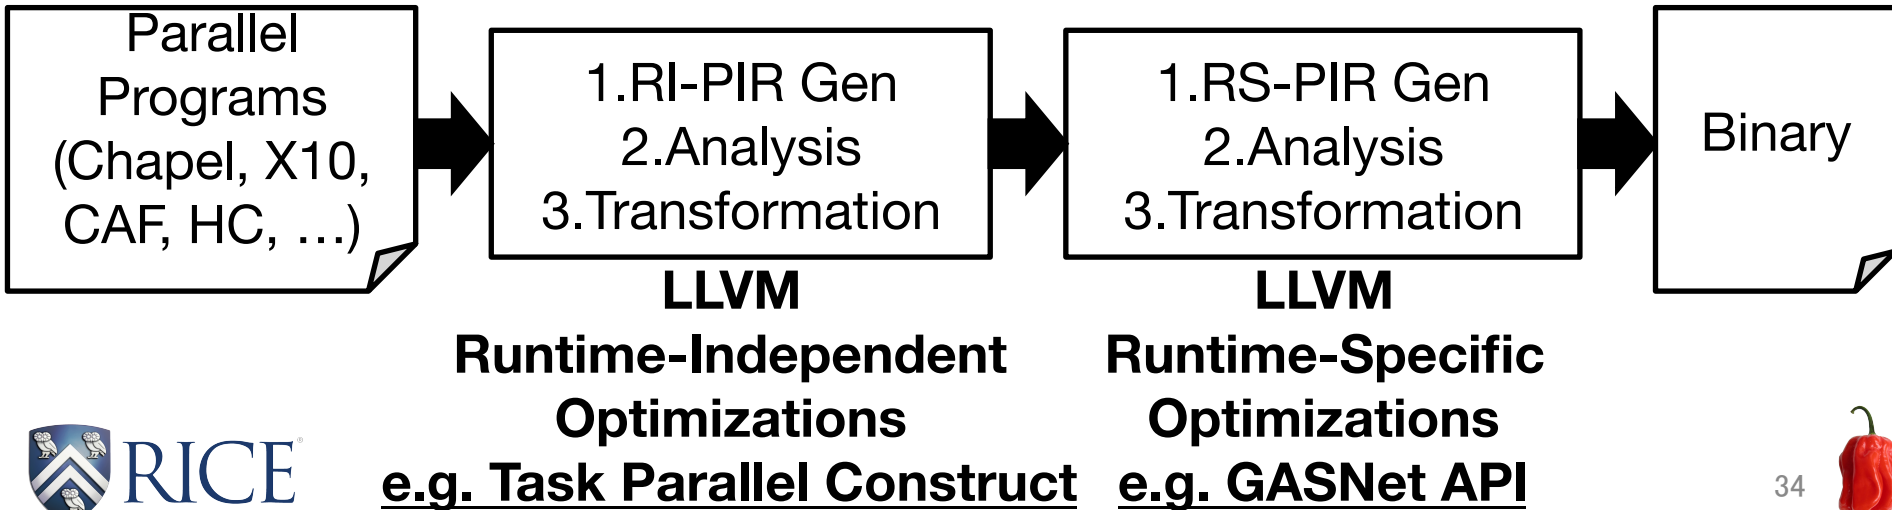 Parallel
Programs
(Chapel, X10,
CAF, HC, …)
1.RI-PIR Gen
2.Analysis
3.Transformation
1.RS-PIR Gen
2.Analysis
3.Transformation
Binary
LLVM
Runtime-Independent
Optimizations
e.g. Task Parallel Construct
LLVM
Runtime-Specific
Optimizations
e.g. GASNet API
RICE®
34